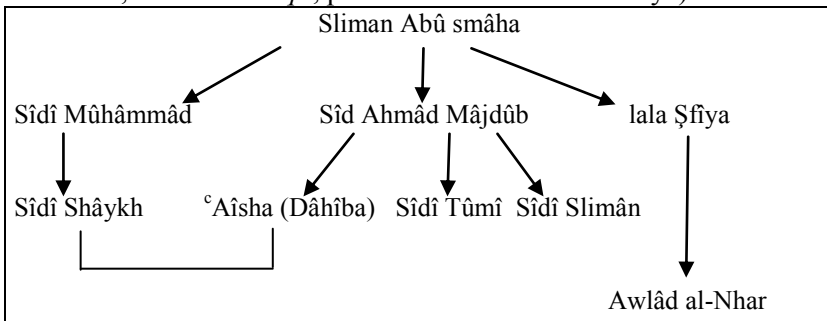 Sliman Abû smâha
Sîdî Mûhâmmâd Sîd Ahmâd Mâjdûb lala Şfîya
Sîdî Shâykh ᶜAîsha (Dâhîba) Sîdî Tûmî Sîdî Slimân
Awlâd al-Nhar